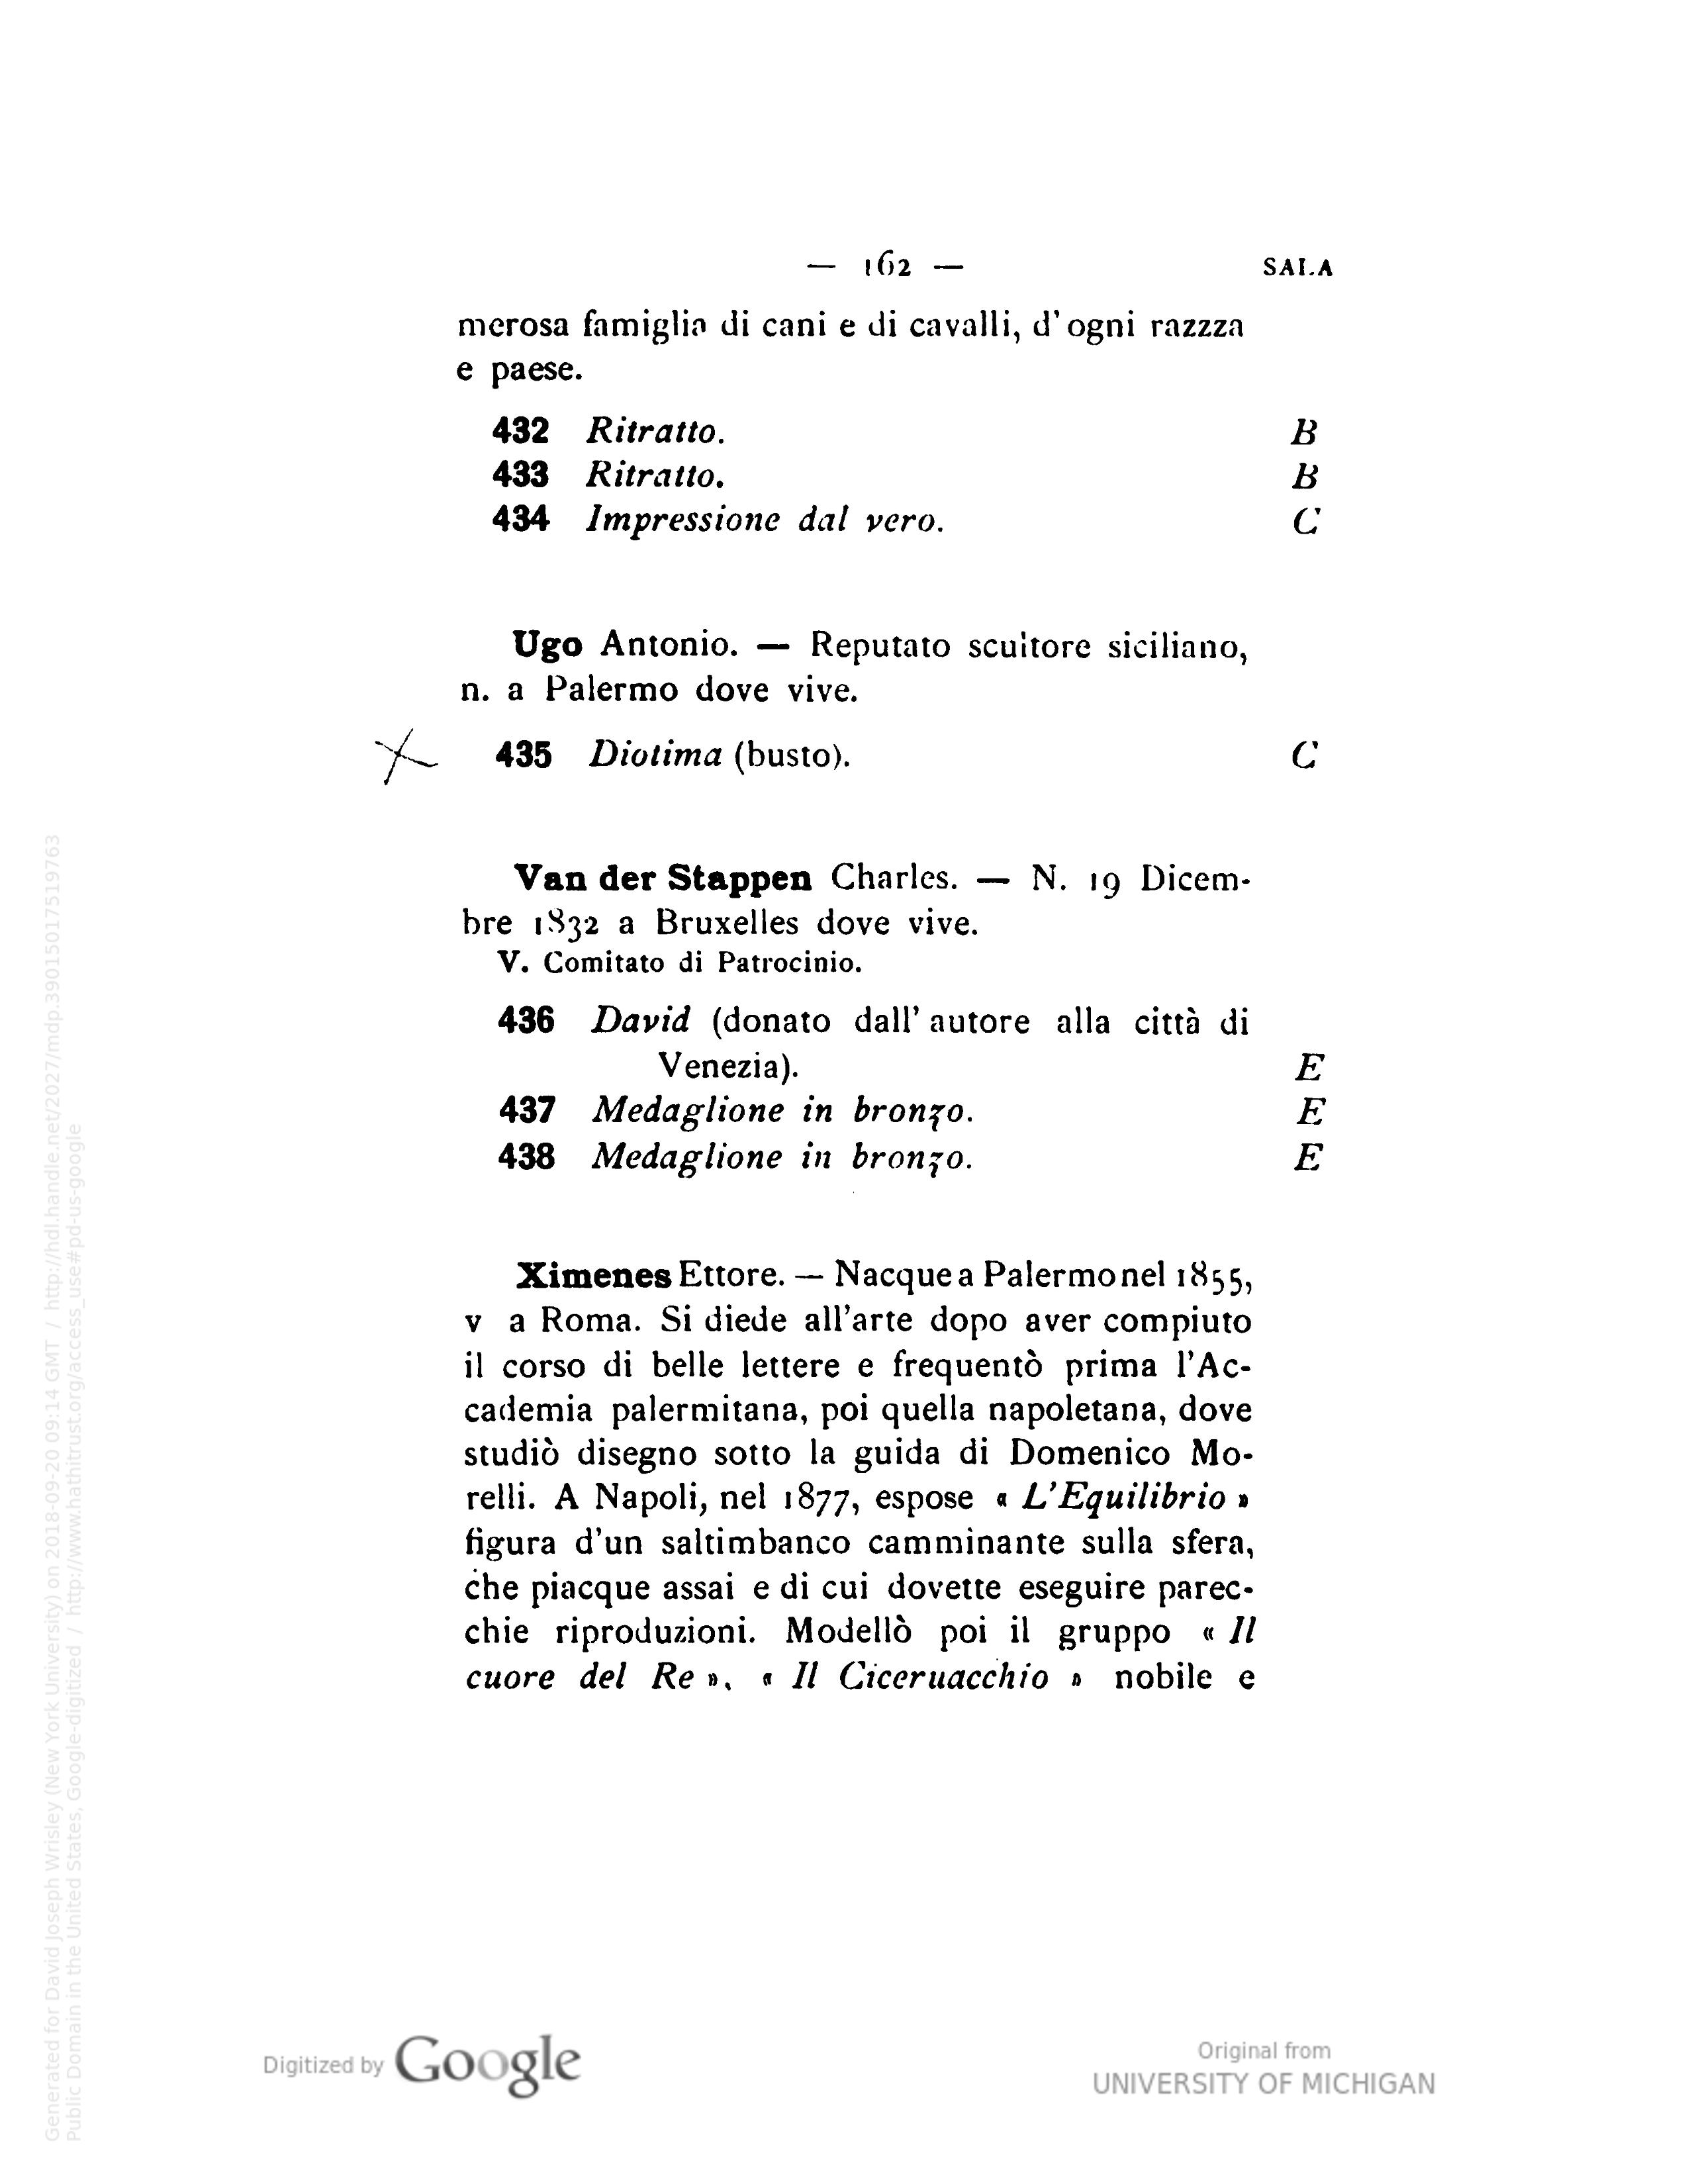 — 162 — SALA
merosa famiglia di cani e di cavalli, d'ogni razzza
e paese.
432 Ritratto. B
433 Ritratto. B
434 Impressione dal vero. C
Ugo Antonio. — Reputato scultore siciliano,
n. a Palermo dove vive.
435 Diotima (busto). C
Van der Stappen Charles. — N. 19 Dicem-
bre 1832 a Bruxelles dove vive.
V. Comitato di Patrocinio.
436 David (donato dall'autore alla città di
Venezia). E
437 Medaglione in bronzo. E
438 Medaglione in bronzo. E
Ximenes Ettore. — Nacque a Palermo nel 1855,
v a Roma. Si diede all'arte dopo aver compiuto
il corso di belle lettere e frequentò prima l'Ac-
cademia palermitana, poi quella napoletana, dove
studiò disegno sotto la guida di Domenico Mo-
relli. A Napoli, nel 1877, espose « L'Equilibrio »
figura d'un saltimbanco camminante sulla sfera,
che piacque assai e di cui dovette eseguire parec-
chie riproduzioni. Modellò poi il gruppo « Il
cuore del Re », « Il Ciceruacchio » nobile e
Digitized by Google
Original from
UNIVERSITY OF MICHIGAN
Generated for David Joseph Wrisley (New York University) on 2018-09-20 09:14 GMT / http://hdl.handle.net/2027/mdp.39015017519763
Public Domain in the United States, Google-digitized / http://www.hathitrust.org/access_use#pd-us-google